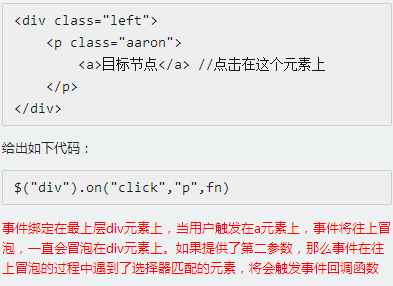 <div class="left">
    <p class="aaron">
        <a>目标节点</a> //点击在这个元素上
    </p>
</div>
给出如下代码：
$("div").on("click","p",fn)
事件绑定在最上层div元素上，当用户触发在a元素上，事件将往上冒
泡，一直会冒泡在div元素上。如果提供了第二参数，那么事件在往
上冒泡的过程中遇到了选择器匹配的元素，将会触发事件回调函数